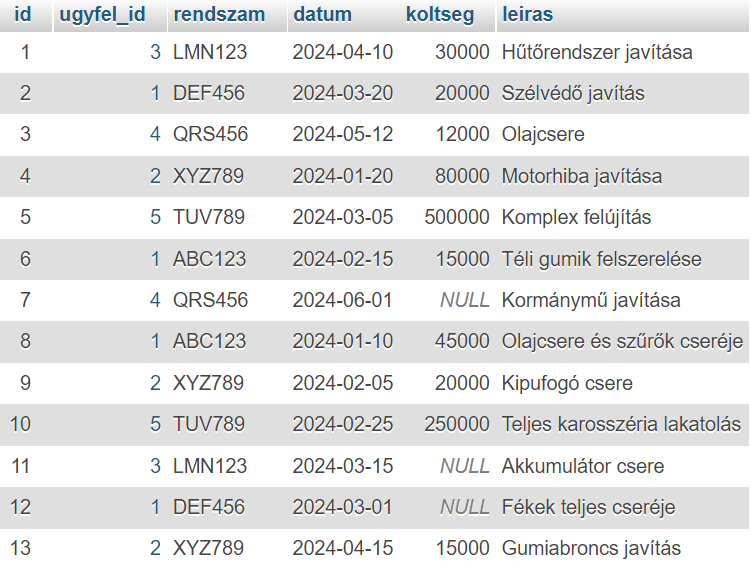 id ugyfel_id rendszam datum koltseg leiras
1 3 LMN123 2024-04-10 30000 Hűtőrendszer javítása
2 1 DEF456 2024-03-20 20000 Szélvédő javítás
3 4 QRS456 2024-05-12 12000 Olajcsere
4 2 XYZ789 2024-01-20 80000 Motorhiba javítása
5 5 TUV789 2024-03-05 500000 Komplex felújítás
6 1 ABC123 2024-02-15 15000 Téli gumik felszerelése
7 4 QRS456 2024-06-01 NULL Kormánymű javítása
8 1 ABC123 2024-01-10 45000 Olajcsere és szűrők cseréje
9 2 XYZ789 2024-02-05 20000 Kipufogó csere
10 5 TUV789 2024-02-25 250000 Teljes karosszéria lakatolás
11 3 LMN123 2024-03-15 NULL Akkumulátor csere
12 1 DEF456 2024-03-01 NULL Fékek teljes cseréje
13 2 XYZ789 2024-04-15 15000 Gumiabroncs javítás